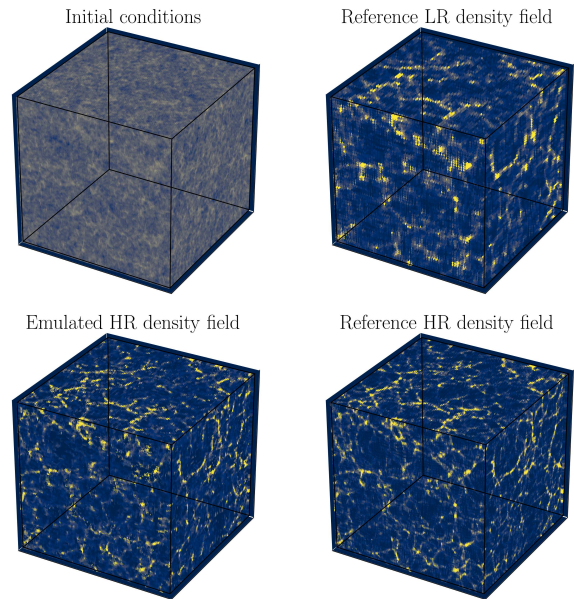 Initial conditions
Reference LR density field
Emulated HR density field
Reference HR density field